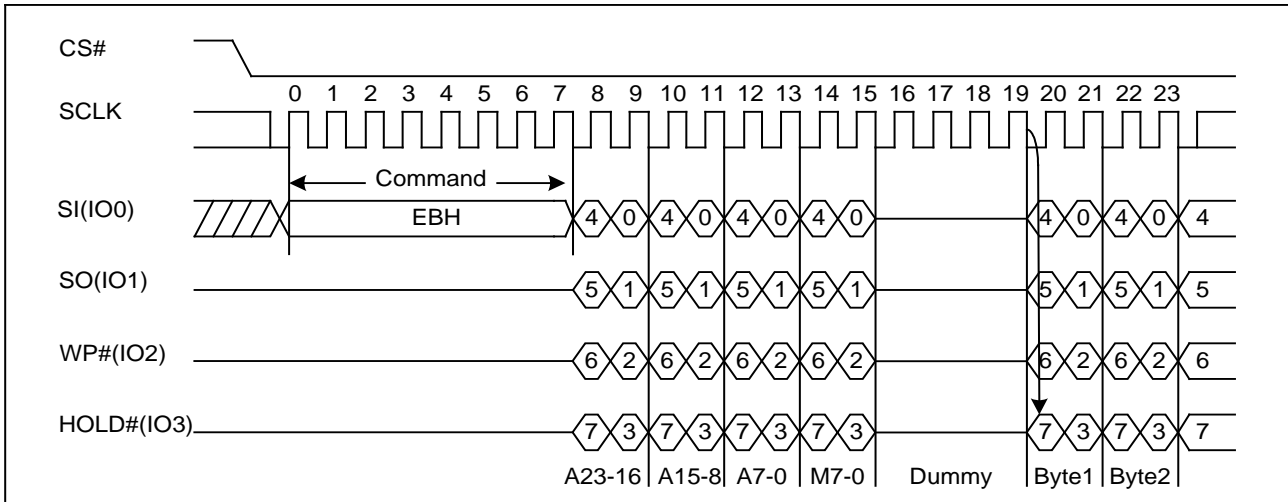 CS#
0 1 2 3 4 5 6 7 8 9 10 11 12 13 14 15 16 17 18 19 20 21 22 23
SCLK
Command
SI(IO0) EBH 4 0 4 0 4 0 4 0 4 0 4 0 4
SO(IO1) 5 1 5 1 5 1 5 1 5 1 5 1 5
WP#(IO2) 6 2 6 2 6 2 6 2 6 2 6 2 6
HOLD#(IO3) 7 3 7 3 7 3 7 3 7 3 7 3 7
A23-16 A15-8 A7-0 M7-0 Dummy Byte1 Byte2